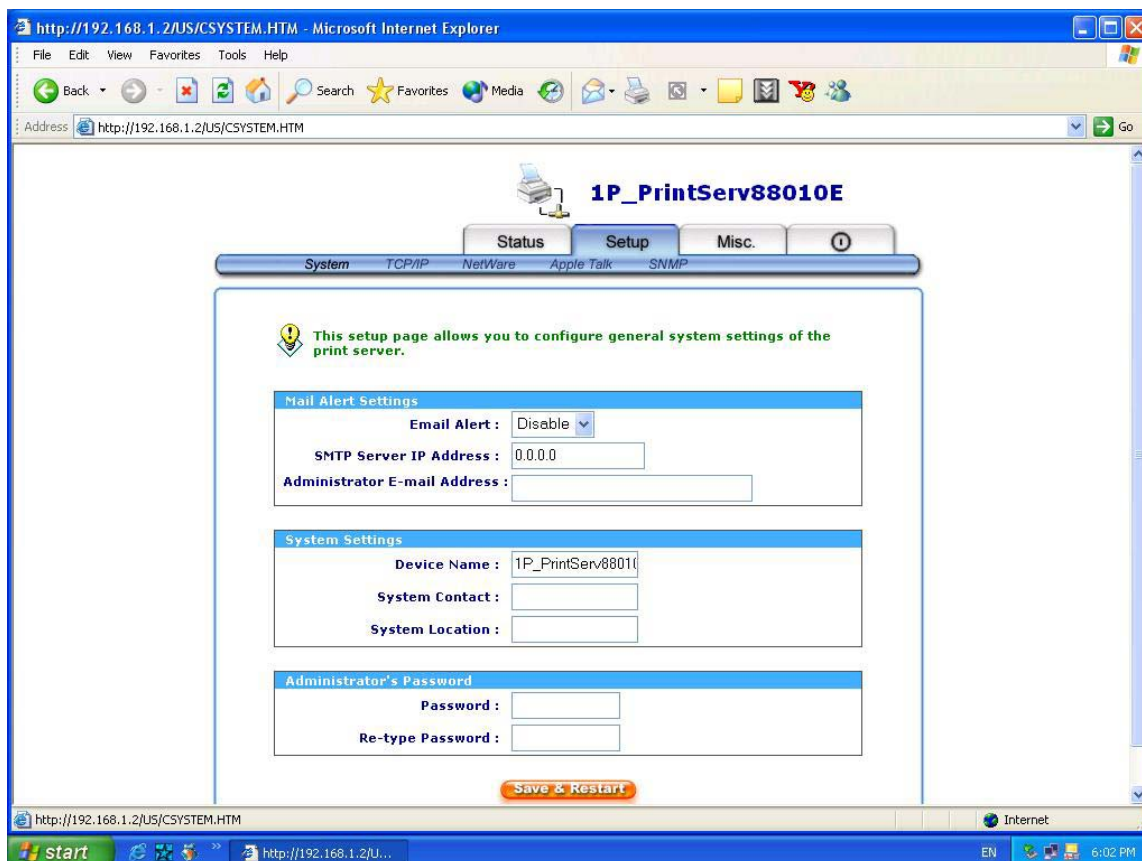 http://192.168.1.2/US/CSYSTEM.HTM - Microsoft Internet Explorer
File Edit View Favorites Tools Help
Back Search Favorites Media
Address http://192.168.1.2/US/CSYSTEM.HTM Go
1P_PrintServ88010E
Status Setup Misc.
System TCP/IP NetWare Apple Talk SNMP
This setup page allows you to configure general system settings of the
print server.
Mail Alert Settings
Email Alert : Disable
SMTP Server IP Address : 0.0.0.0
Administrator E-mail Address :
System Settings
Device Name : 1P_PrintServ88010
System Contact :
System Location :
Administrator's Password
Password :
Re-type Password :
Save & Restart
http://192.168.1.2/US/CSYSTEM.HTM Internet
start http://192.168.1.2/U... EN 6:02 PM